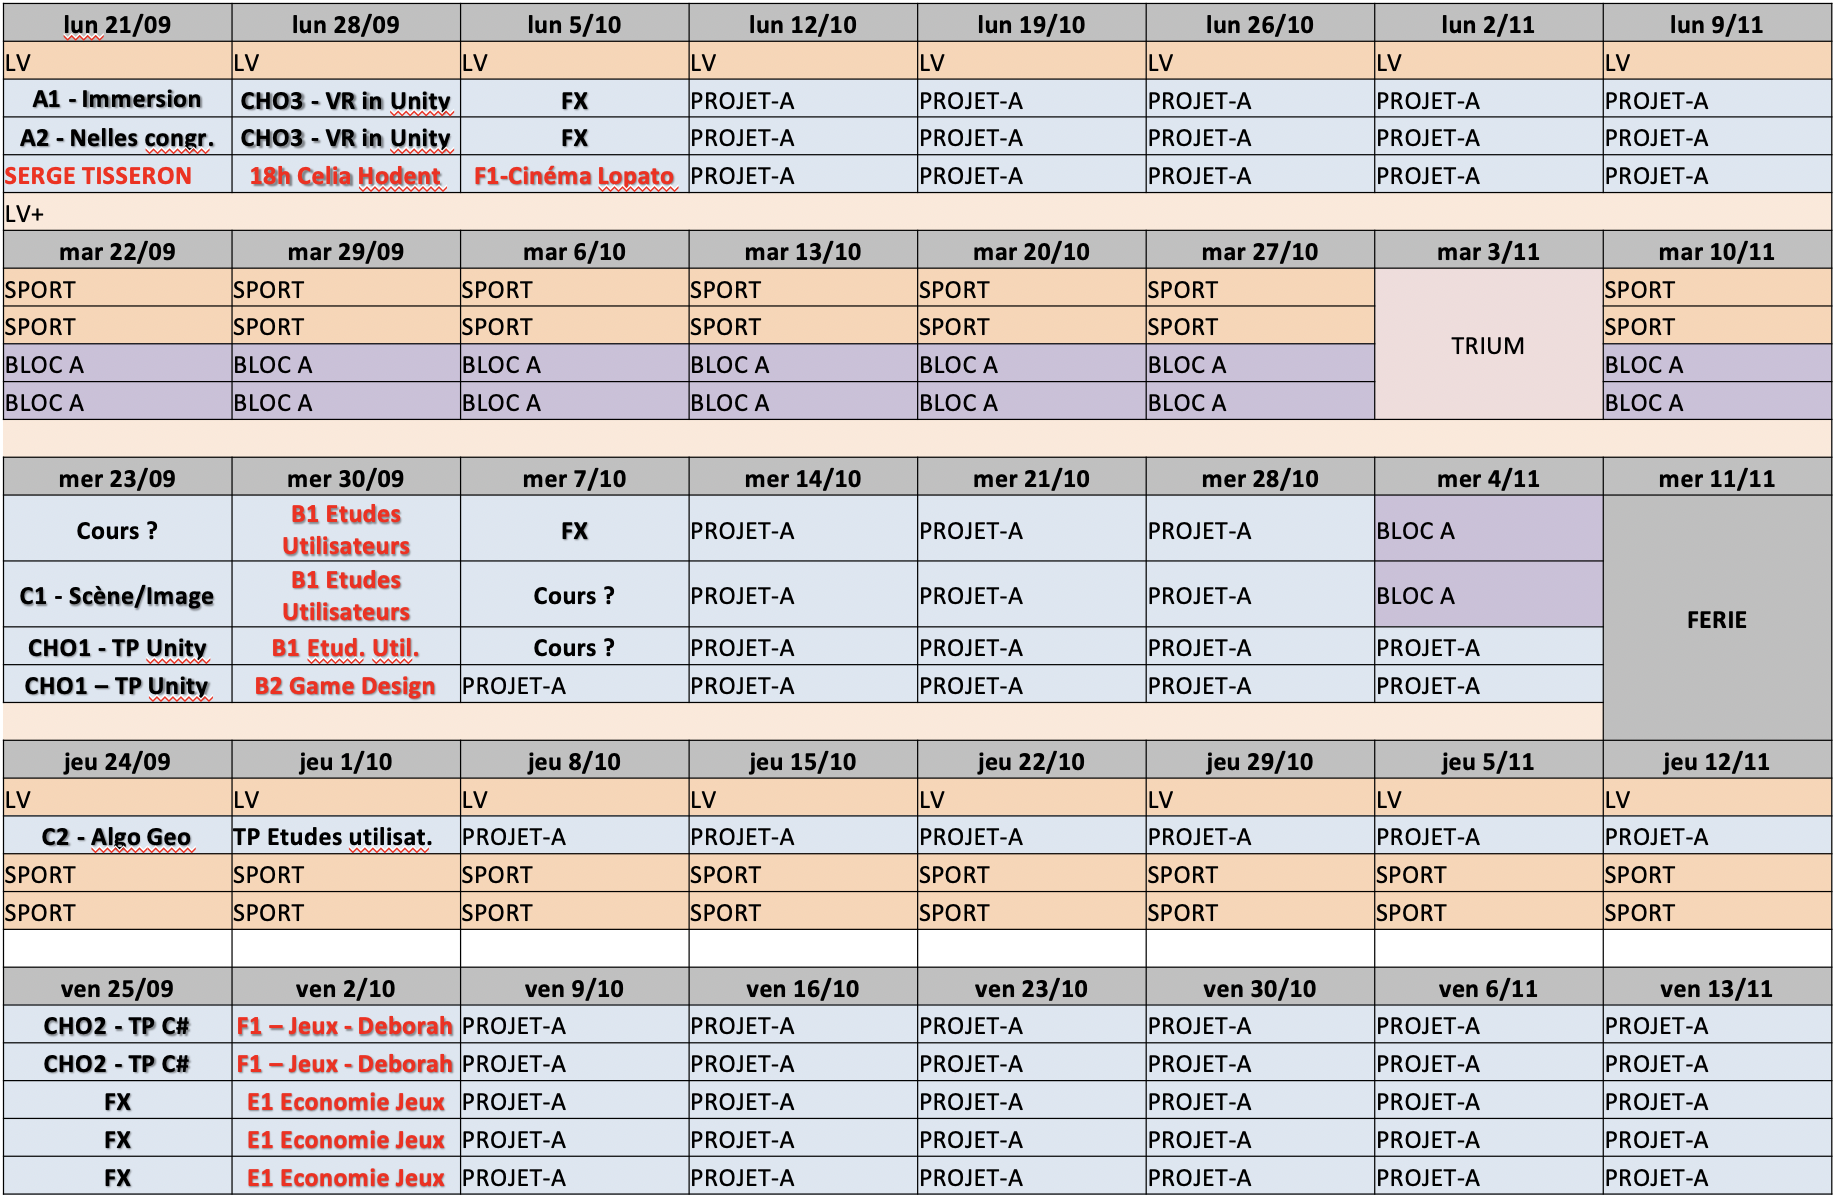 lun 21/09 lun 28/09 lun 5/10 lun 12/10 lun 19/10 lun 26/10 lun 2/11 lun 9/11
LV LV LV LV LV LV LV LV
A1 - Immersion CHO3 - VR in Unity FX PROJET-A PROJET-A PROJET-A PROJET-A PROJET-A
A2 - Nelles congr. CHO3 - VR in Unity FX PROJET-A PROJET-A PROJET-A PROJET-A PROJET-A
SERGE TISSERON 18h Celia Hodent F1-Cinéma Lopato PROJET-A PROJET-A PROJET-A PROJET-A PROJET-A
LV+
mar 22/09 mar 29/09 mar 6/10 mar 13/10 mar 20/10 mar 27/10 mar 3/11 mar 10/11
SPORT SPORT SPORT SPORT SPORT SPORT SPORT
SPORT SPORT SPORT SPORT SPORT SPORT TRIUM SPORT
BLOC A BLOC A BLOC A BLOC A BLOC A BLOC A BLOC A
BLOC A BLOC A BLOC A BLOC A BLOC A BLOC A BLOC A
mer 23/09 mer 30/09 mer 7/10 mer 14/10 mer 21/10 mer 28/10 mer 4/11 mer 11/11
Cours ? B1 Etudes
Utilisateurs FX PROJET-A PROJET-A PROJET-A BLOC A
C1 - Scène/Image B1 Etudes
Utilisateurs Cours ? PROJET-A PROJET-A PROJET-A BLOC A FERIE
CHO1 - TP Unity B1 Etud. Util. Cours ? PROJET-A PROJET-A PROJET-A PROJET-A
CHO1 – TP Unity B2 Game Design PROJET-A PROJET-A PROJET-A PROJET-A PROJET-A
jeu 24/09 jeu 1/10 jeu 8/10 jeu 15/10 jeu 22/10 jeu 29/10 jeu 5/11 jeu 12/11
LV LV LV LV LV LV LV LV
C2 - Algo Geo TP Etudes utilisat. PROJET-A PROJET-A PROJET-A PROJET-A PROJET-A PROJET-A
SPORT SPORT SPORT SPORT SPORT SPORT SPORT SPORT
SPORT SPORT SPORT SPORT SPORT SPORT SPORT SPORT
ven 25/09 ven 2/10 ven 9/10 ven 16/10 ven 23/10 ven 30/10 ven 6/11 ven 13/11
CHO2 - TP C# F1 – Jeux - Deborah PROJET-A PROJET-A PROJET-A PROJET-A PROJET-A PROJET-A
CHO2 - TP C# F1 – Jeux - Deborah PROJET-A PROJET-A PROJET-A PROJET-A PROJET-A PROJET-A
FX E1 Economie Jeux PROJET-A PROJET-A PROJET-A PROJET-A PROJET-A PROJET-A
FX E1 Economie Jeux PROJET-A PROJET-A PROJET-A PROJET-A PROJET-A PROJET-A
FX E1 Economie Jeux PROJET-A PROJET-A PROJET-A PROJET-A PROJET-A PROJET-A